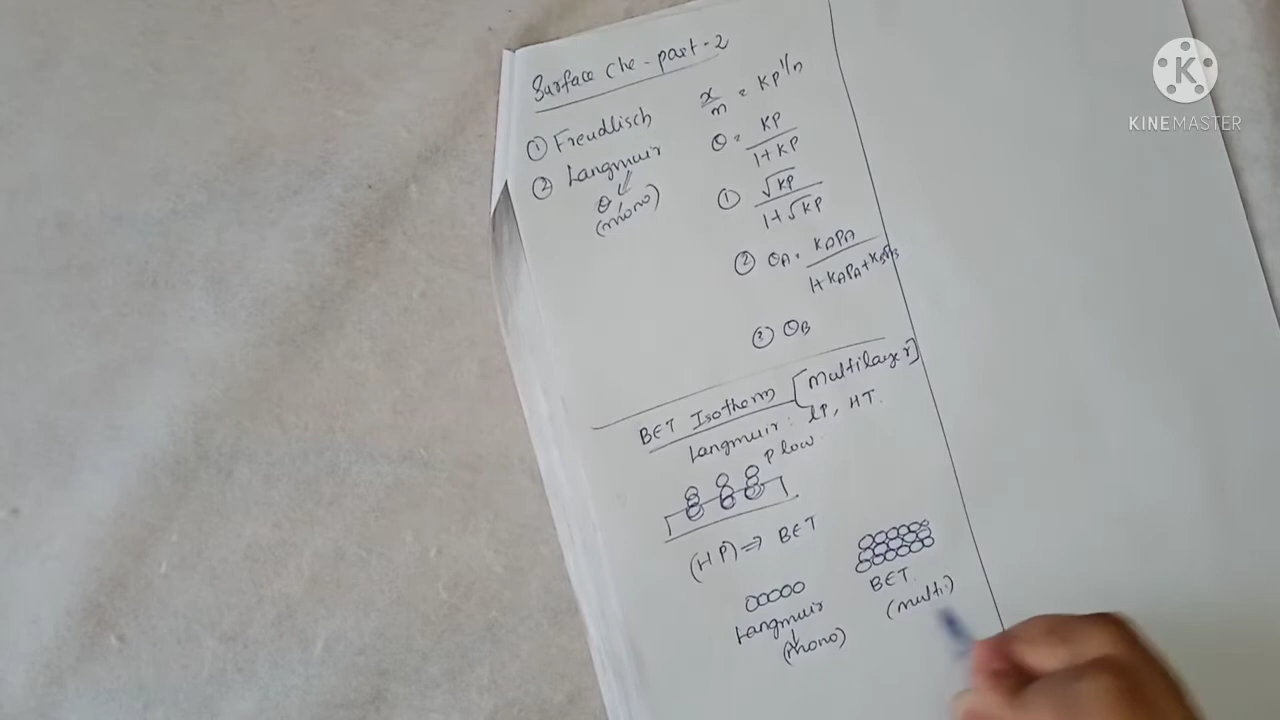 Surface Che - part - 2
① Freudlisch x/m = KP^1/n
② Langmuir θ = KP/1+KP
θ
(mono)
① √KP/1+√KP
② θA = KAPA/1+KAPA+KBPB
③ θB
BET Isotherm [Multilayer]
Langmuir: LP, HT.
P low
(HP) ⇒ BET
Langmuir
(Mono)
BET
(multi)
K
KINEMASTER